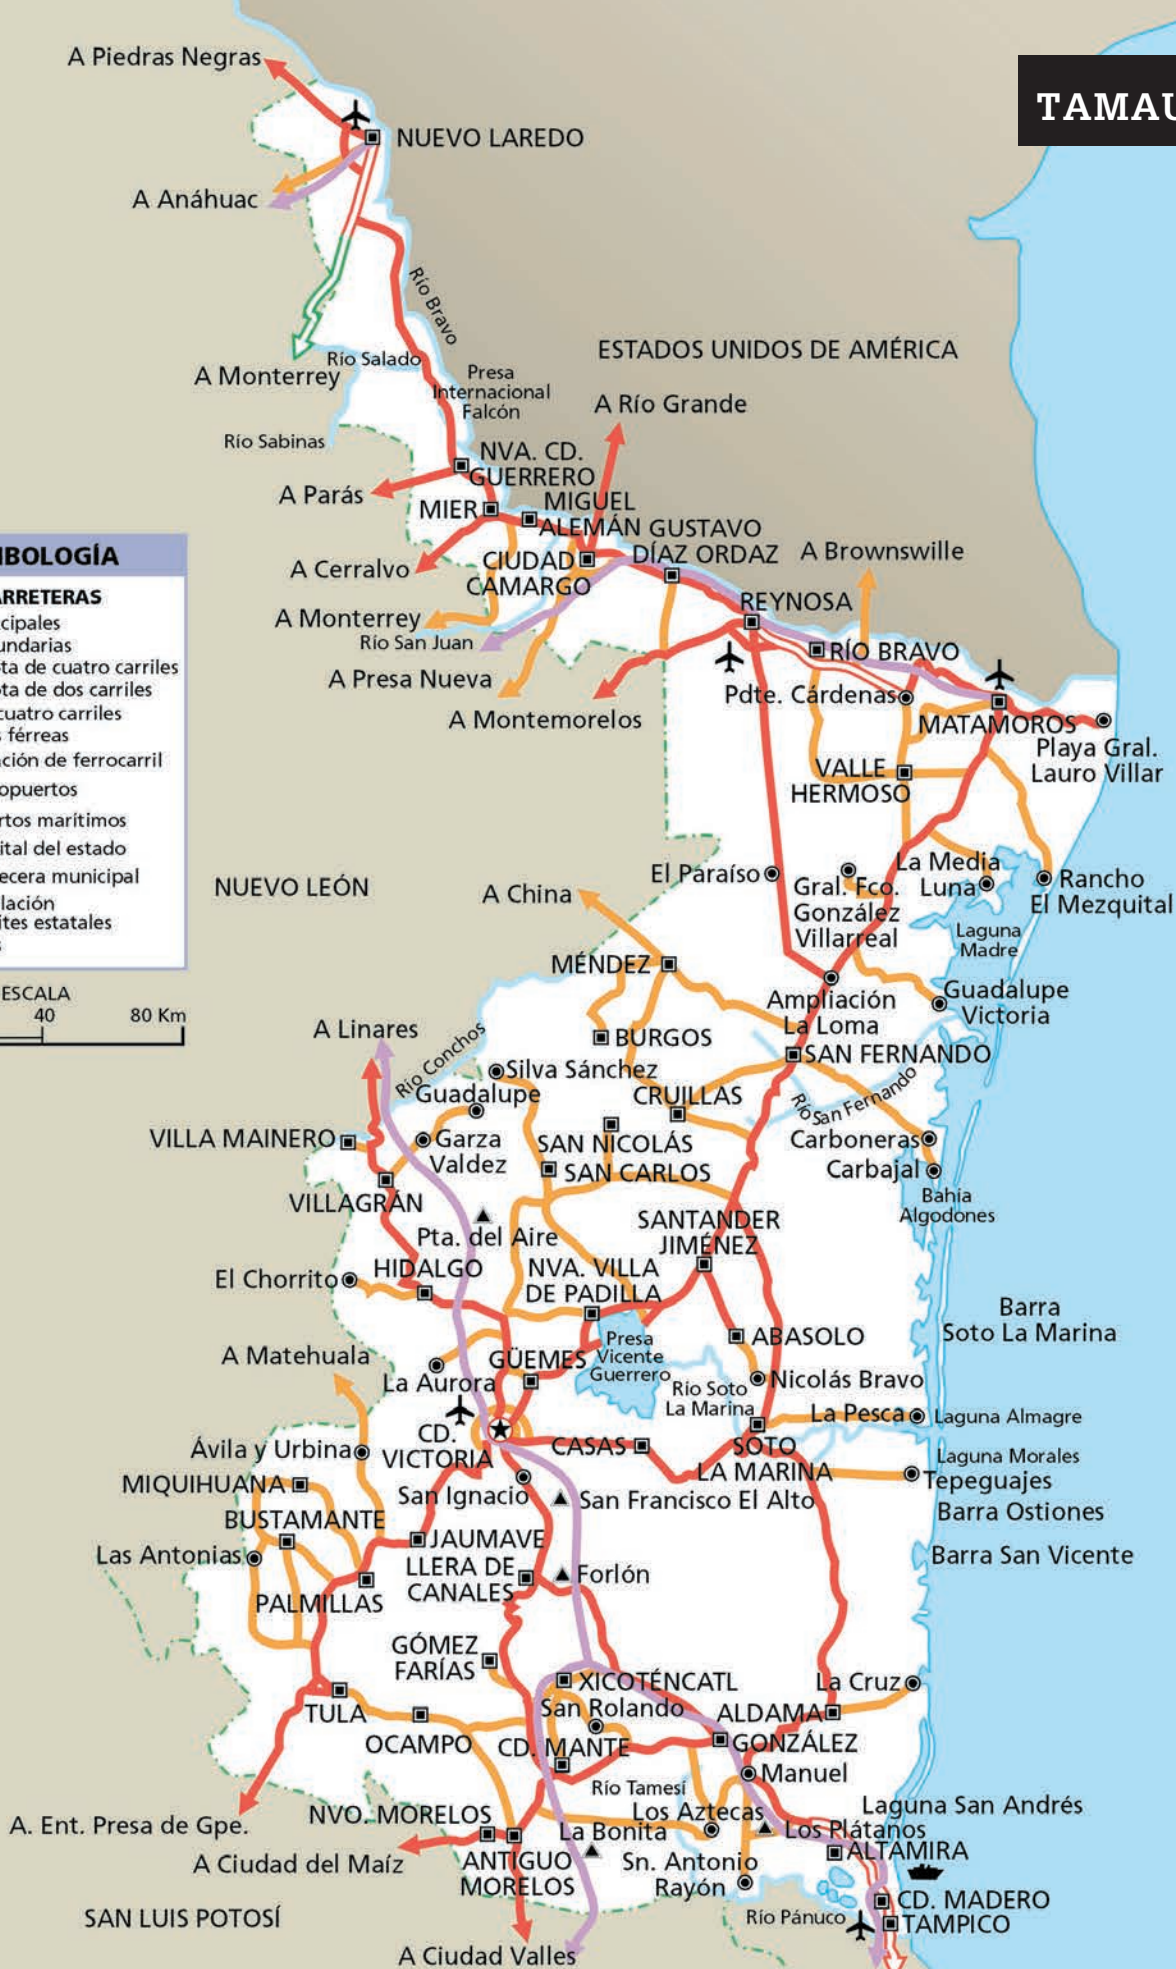 A Piedras Negras
TAMAU
NUEVO LAREDO
A Anáhuac
Río Bravo
ESTADOS UNIDOS DE AMÉRICA
Río Salado
A Monterrey
Presa
Internacional
Falcón
A Río Grande
Río Sabinas
NVA. CD.
GUERRERO
A Parás
MIER
MIGUEL
ALEMÁN
GUSTAVO
DÍAZ ORDAZ
A Brownswille
CIUDAD
CAMARGO
A Cerralvo
A Monterrey
Río San Juan
REYNOSA
RÍO BRAVO
A Presa Nueva
Pdte. Cárdenas
A Montemorelos
MATAMOROS
Playa Gral.
Lauro Villar
VALLE
HERMOSO
MBOLOGÍA
ARRETERAS
cipales
undarias
ota de cuatro carriles
ota de dos carriles
cuatro carriles
s férreas
ación de ferrocarril
opuertos
rtos marítimos
ital del estado
ecera municipal
lación
ites estatales
s
ESCALA
40
80 Km
NUEVO LEÓN
El Paraíso
Gral. Fco.
González
Villarreal
La Media
Luna
Rancho
El Mezquital
A China
Laguna
Madre
MÉNDEZ
Ampliación
La Loma
Guadalupe
Victoria
A Linares
Río Conchos
BURGOS
SAN FERNANDO
Silva Sánchez
Guadalupe
CRUILLAS
Río San Fernando
VILLA MAINERO
Garza
Valdez
SAN NICOLÁS
SAN CARLOS
Carboneras
Carbajal
Bahía
Algodones
VILLAGRÁN
Pta. del Aire
SANTANDER
JIMÉNEZ
El Chorrito
HIDALGO
NVA. VILLA
DE PADILLA
Barra
Soto La Marina
Presa
Vicente
Guerrero
ABASOLO
A Matehuala
GÜEMES
La Aurora
Nicolás Bravo
Río Soto
La Marina
La Pesca
Laguna Almagre
CD.
VICTORIA
CASAS
SOTO
LA MARINA
Laguna Morales
Tepeguajes
Ávila y Urbina
MIQUIHUANA
San Ignacio
San Francisco El Alto
Barra Ostiones
BUSTAMANTE
JAUMAVE
Las Antonias
LLERA DE
CANALES
Forlón
Barra San Vicente
PALMILLAS
GÓMEZ
FARÍAS
XICOTÉNCATL
San Rolando
La Cruz
ALDAMA
TULA
OCAMPO
CD. MANTE
GONZÁLEZ
Manuel
Río Tamesí
A. Ent. Presa de Gpe.
NVO. MORELOS
Los Aztecas
La Bonita
Laguna San Andrés
Los Plátanos
ALTAMIRA
A Ciudad del Maíz
ANTIGUO
MORELOS
Sn. Antonio
Rayón
CD. MADERO
SAN LUIS POTOSÍ
Río Pánuco
TAMPICO
A Ciudad Valles